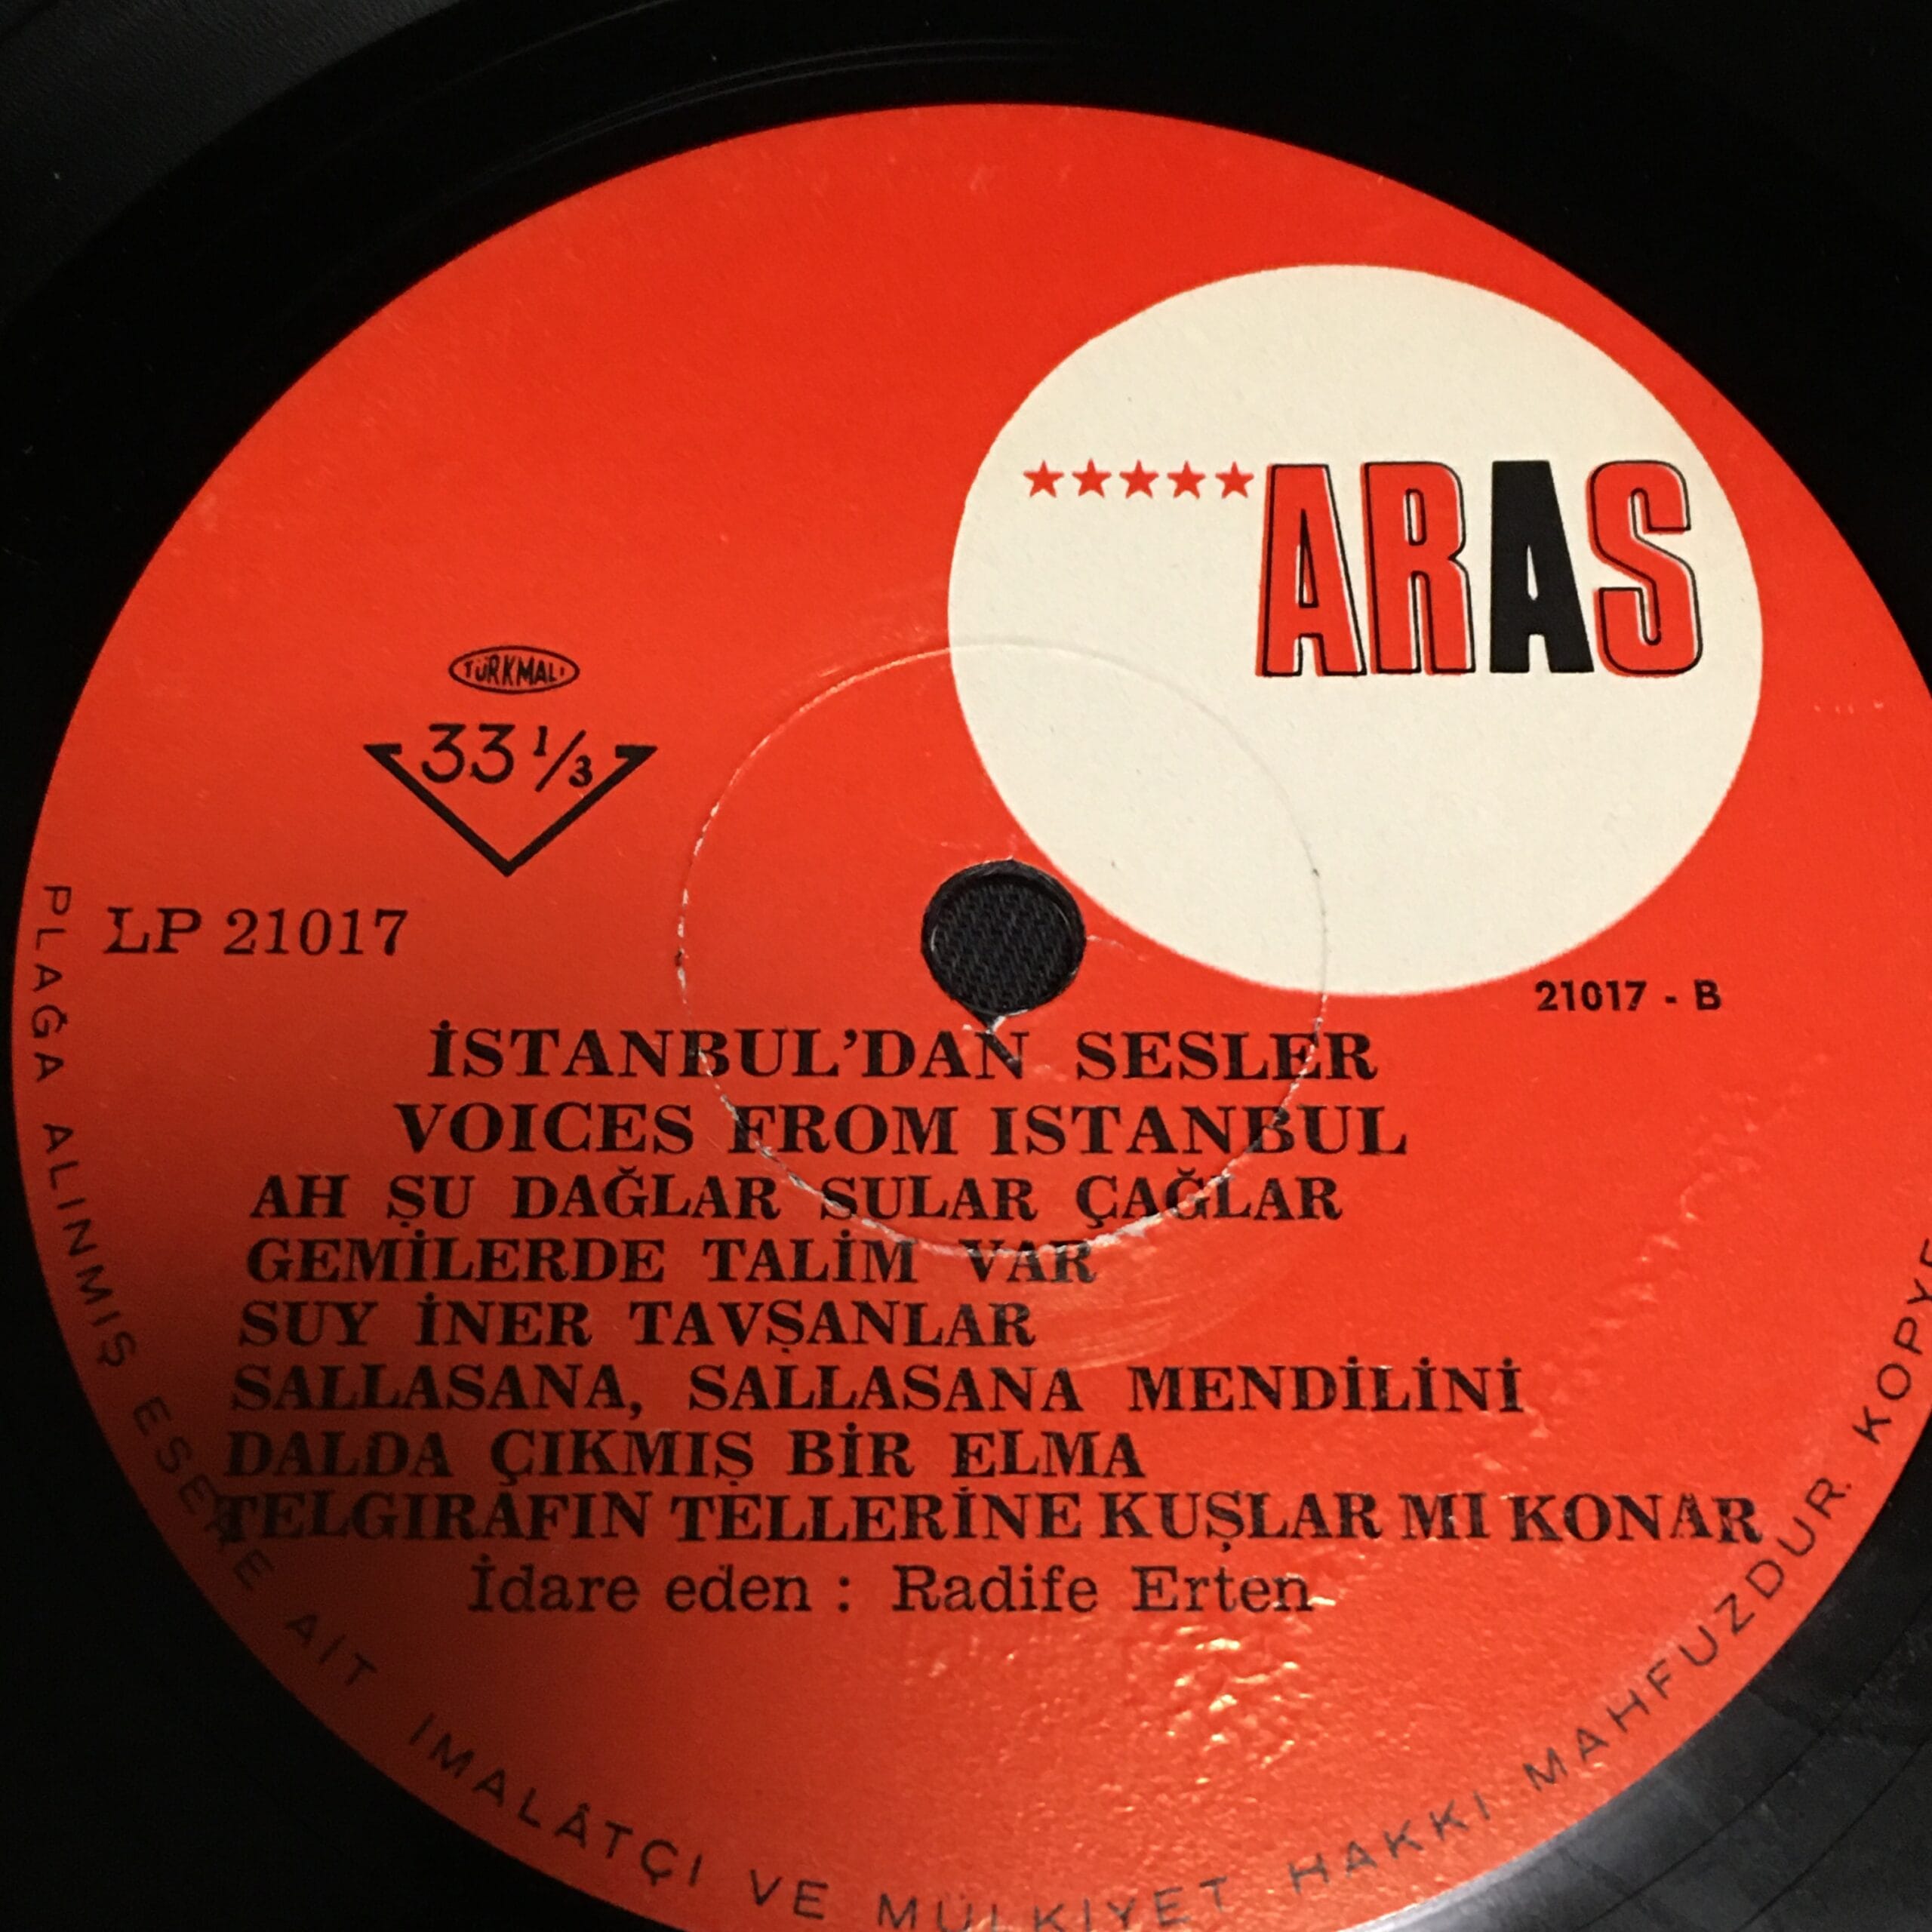 ★★★★★ARAS
TÜRKMALI
33 1/3
LP 21017
21017 - B
İSTANBUL'DAN SESLER
VOICES FROM ISTANBUL
AH ŞU DAĞLAR SULAR ÇAĞLAR
GEMİLERDE TALİM VAR
SUY İNER TAVŞANLAR
SALLASANA, SALLASANA MENDİLİNİ
DALDA ÇIKMIŞ BİR ELMA
TELGIRAFIN TELLERİNE KUŞLAR MI KONAR
İdare eden : Radife Erten
PLAĞA ALINMIŞ ESERE AİT İMALÂTÇI VE MÜLKİYET HAKKI MAHFUZDUR. KOPYE